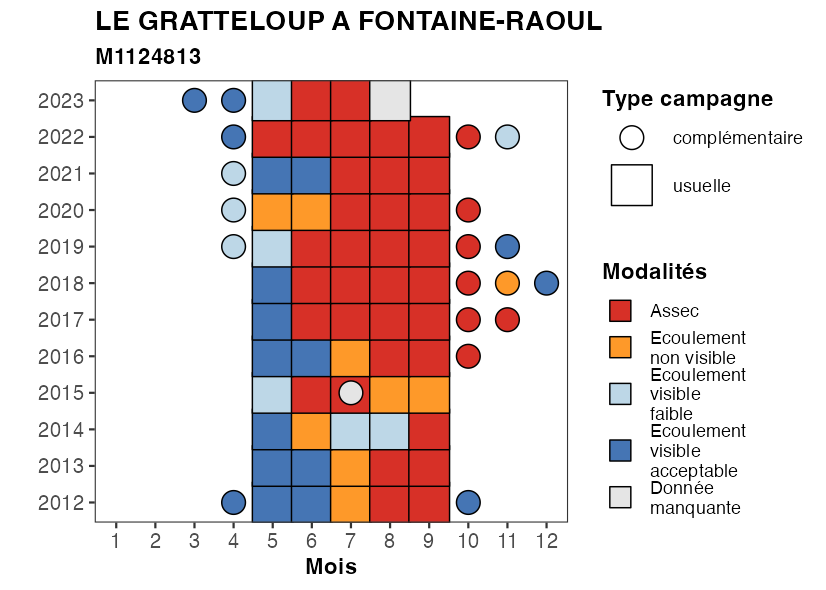 LE GRATTELOUP A FONTAINE-RAOUL
M1124813
2023
2022
2021
2020
2019
2018
2017
2016
2015
2014
2013
2012
1 2 3 4 5 6 7 8 9 10 11 12
Mois
Type campagne
complémentaire
usuelle
Modalités
Assec
Ecoulement
non visible
Ecoulement
visible
faible
Ecoulement
visible
acceptable
Donnée
manquante